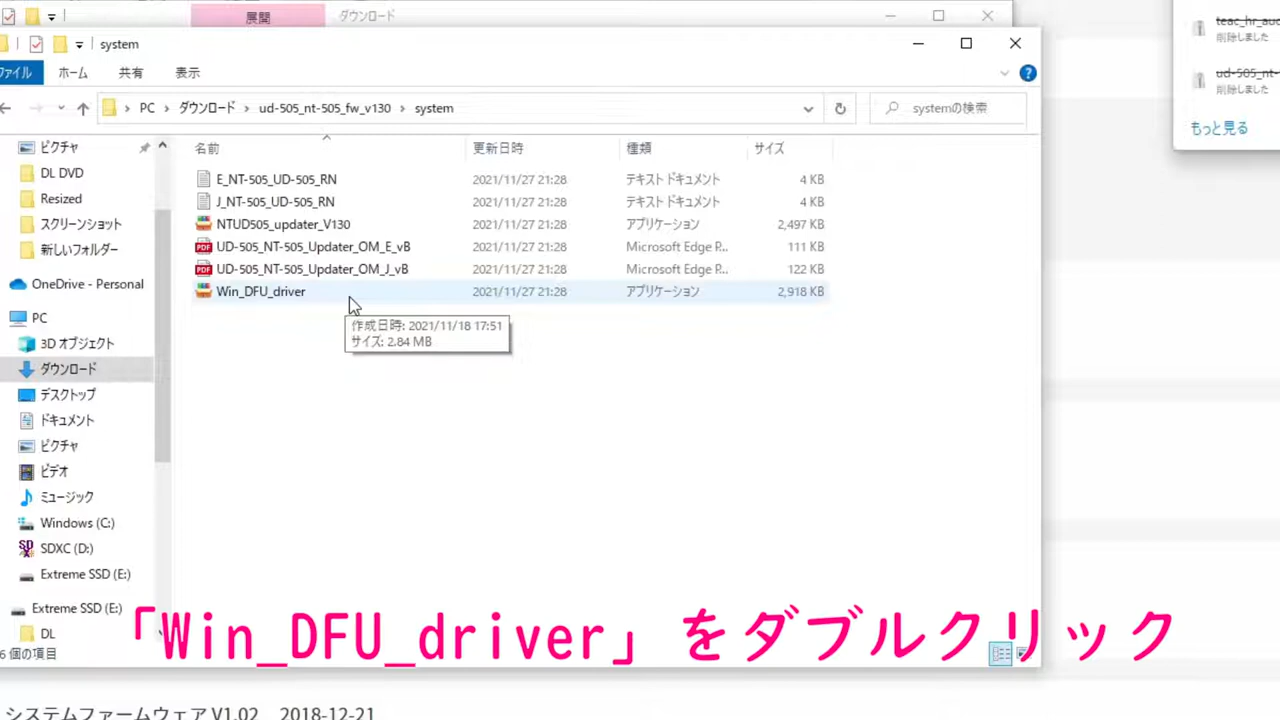 展開 ダウンロード
system
ファイル ホーム 共有 表示
PC ダウンロード ud-505_nt-505_fw_v130 system systemの検索
ピクチャ
DL DVD
Resized
スクリーンショット
新しいフォルダー
OneDrive - Personal
PC
3D オブジェクト
ダウンロード
デスクトップ
ドキュメント
ピクチャ
ビデオ
ミュージック
Windows (C:)
SDXC (D:)
Extreme SSD (E:)
Extreme SSD (E:)
DL
6 個の項目
名前 更新日時 種類 サイズ
E_NT-505_UD-505_RN 2021/11/27 21:28 テキスト ドキュメント 4 KB
J_NT-505_UD-505_RN 2021/11/27 21:28 テキスト ドキュメント 4 KB
NTUD505_updater_V130 2021/11/27 21:28 アプリケーション 2,497 KB
UD-505_NT-505_Updater_OM_E_vB 2021/11/27 21:28 Microsoft Edge P... 111 KB
UD-505_NT-505_Updater_OM_J_vB 2021/11/27 21:28 Microsoft Edge P... 122 KB
Win_DFU_driver 2021/11/27 21:28 アプリケーション 2,918 KB
作成日時: 2021/11/18 17:51
サイズ: 2.84 MB
teac_hr_auc
削除しました
ud-505_nt-
削除しました
もっと見る
「Win_DFU_driver」をダブルクリック
システムファームウェア V1.02 2018-12-21